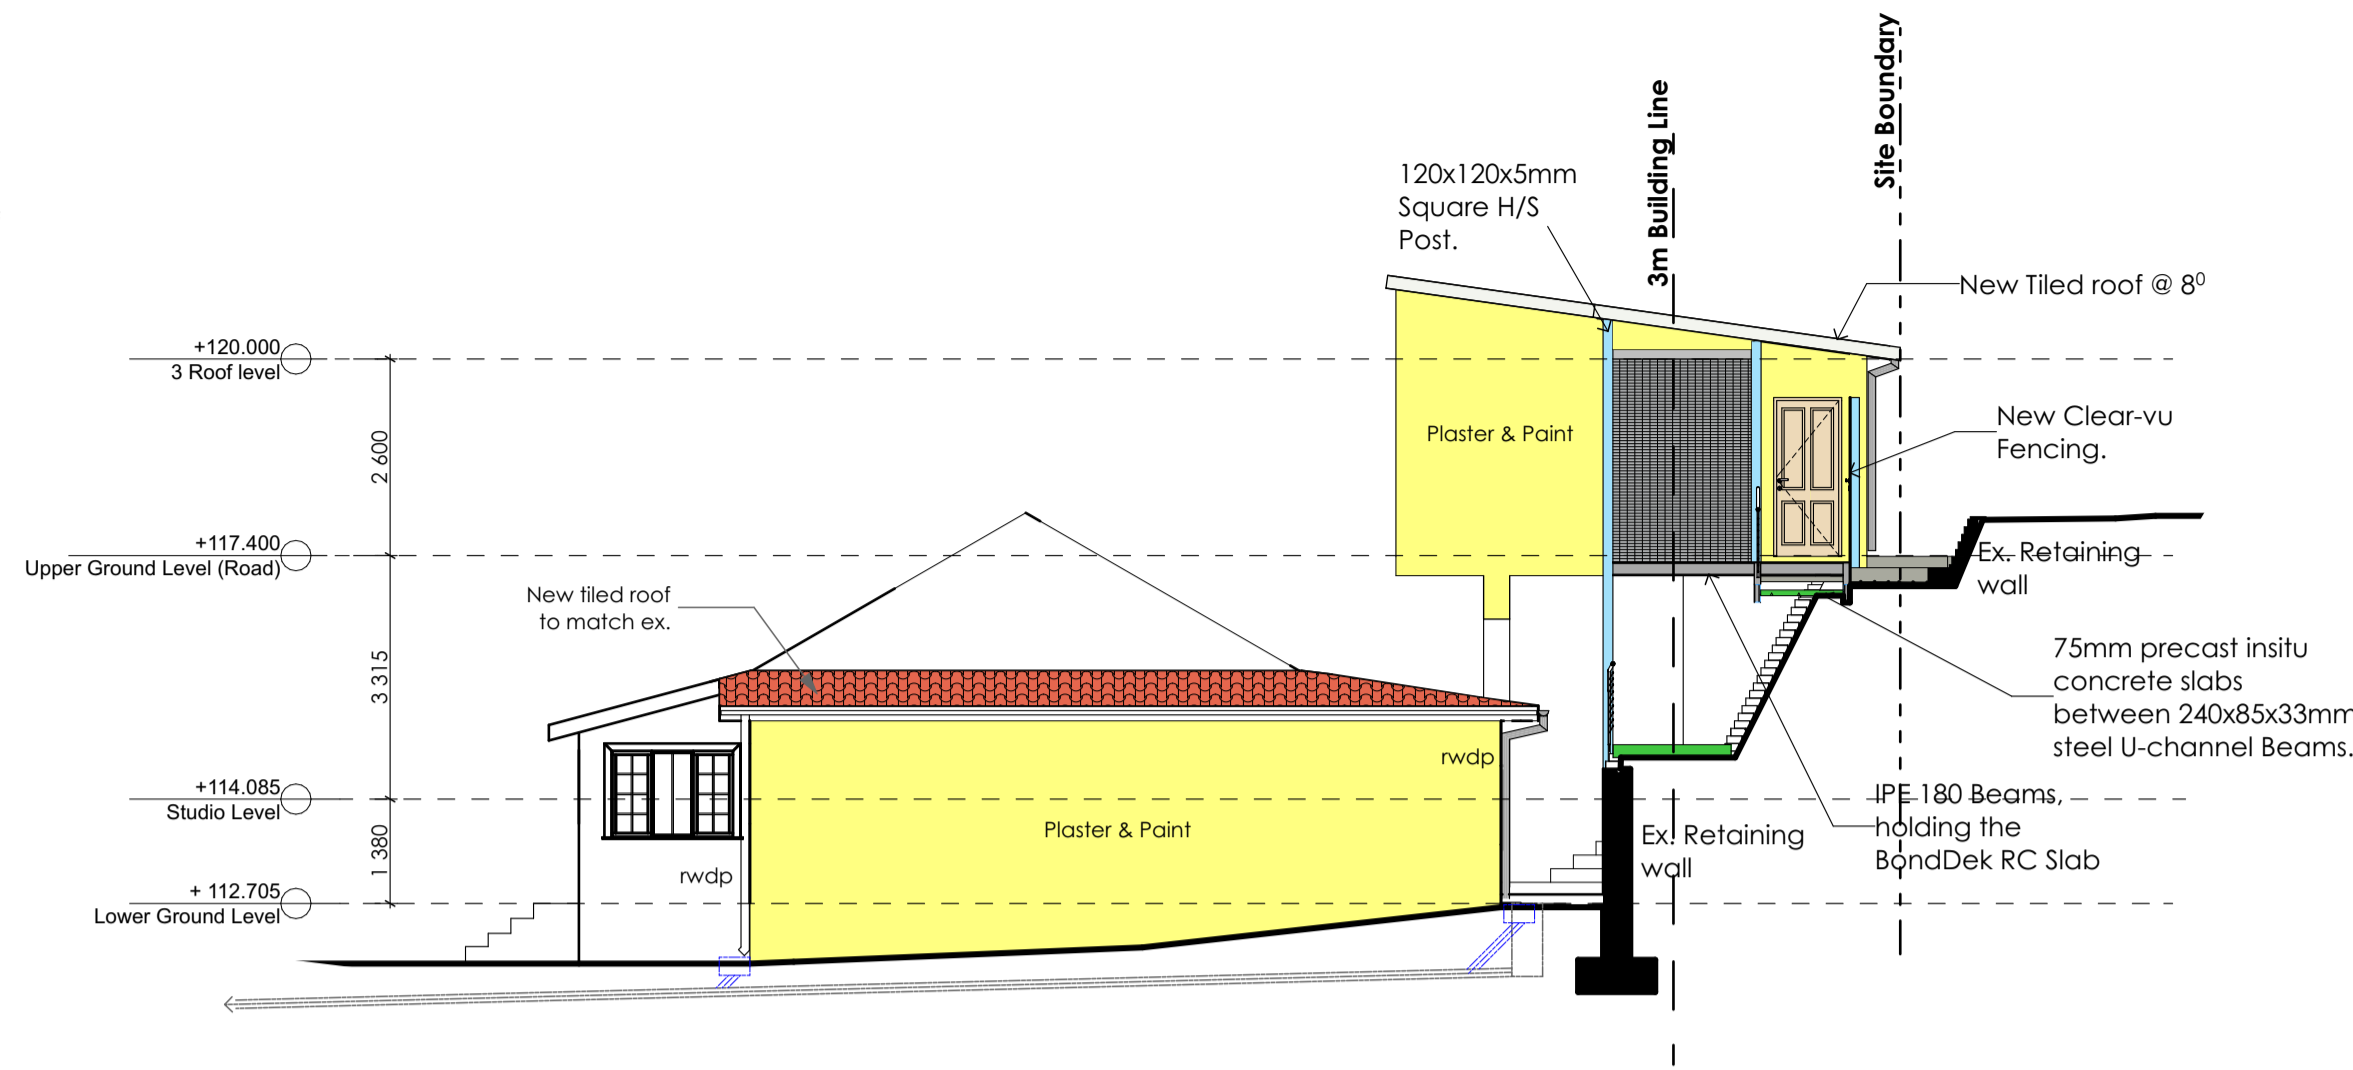 Site Boundary
3m Building Line
120x120x5mm
Square H/S
Post.
New Tiled roof @ 8⁰
+120.000
3 Roof level
2 600
Plaster & Paint
New Clear-vu
Fencing.
+117.400
Upper Ground Level (Road)
Ex. Retaining
wall
New tiled roof
to match ex.
3 315
75mm precast insitu
concrete slabs
between 240x85x33mm
steel U-channel Beams.
rwdp
+114.085
Studio Level
IPE 180 Beams,
holding the
BondDek RC Slab
Plaster & Paint
Ex. Retaining
wall
1 380
rwdp
+ 112.705
Lower Ground Level